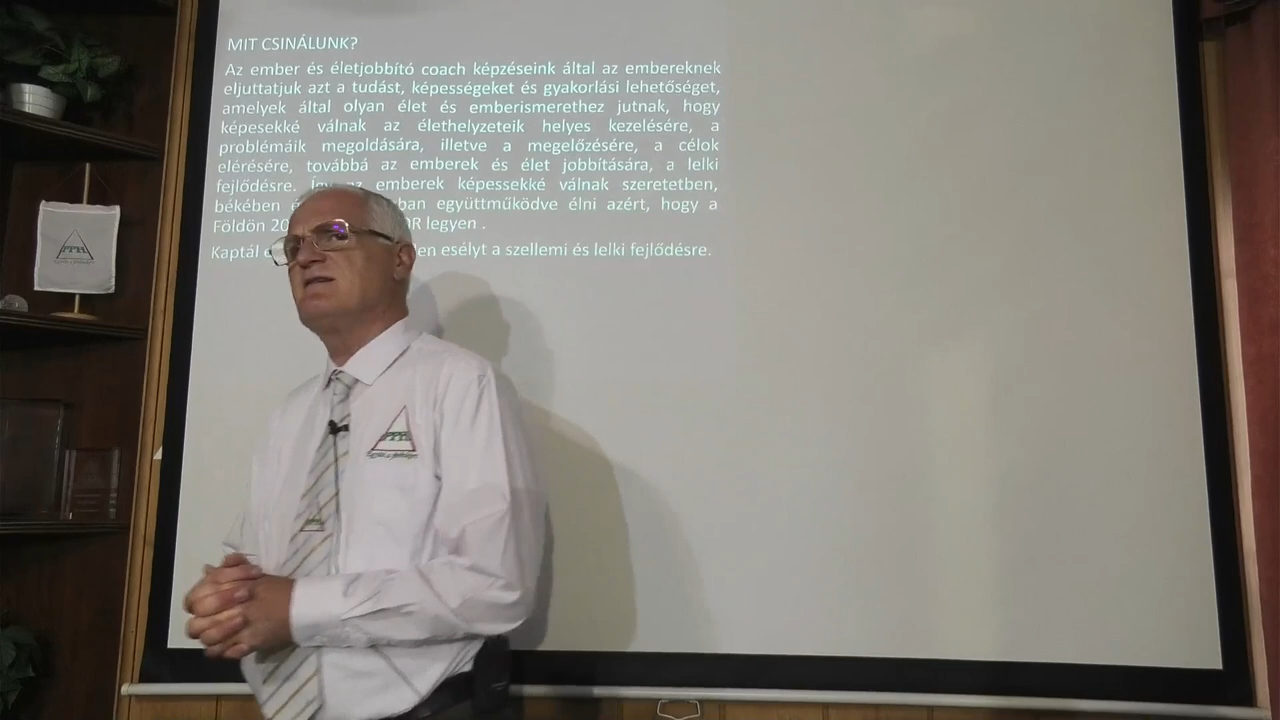 MIT CSINÁLUNK?
Az ember és életjobbító coach képzéseink által az embereknek
eljuttatjuk azt a tudást, képességeket és gyakorlási lehetőséget,
amelyek által olyan élet és emberismerethez jutnak, hogy
képesekké válnak az élethelyzeteik helyes kezelésére, a
problémáik megoldására, illetve a megelőzésére, a célok
elérésére, továbbá az emberek és élet jobbítására, a lelki
fejlődésre. Így az emberek képessekké válnak szeretetben,
békében együttműködve élni azért, hogy a
Földön legyen .
Kaptál esélyt a szellemi és lelki fejlődésre.